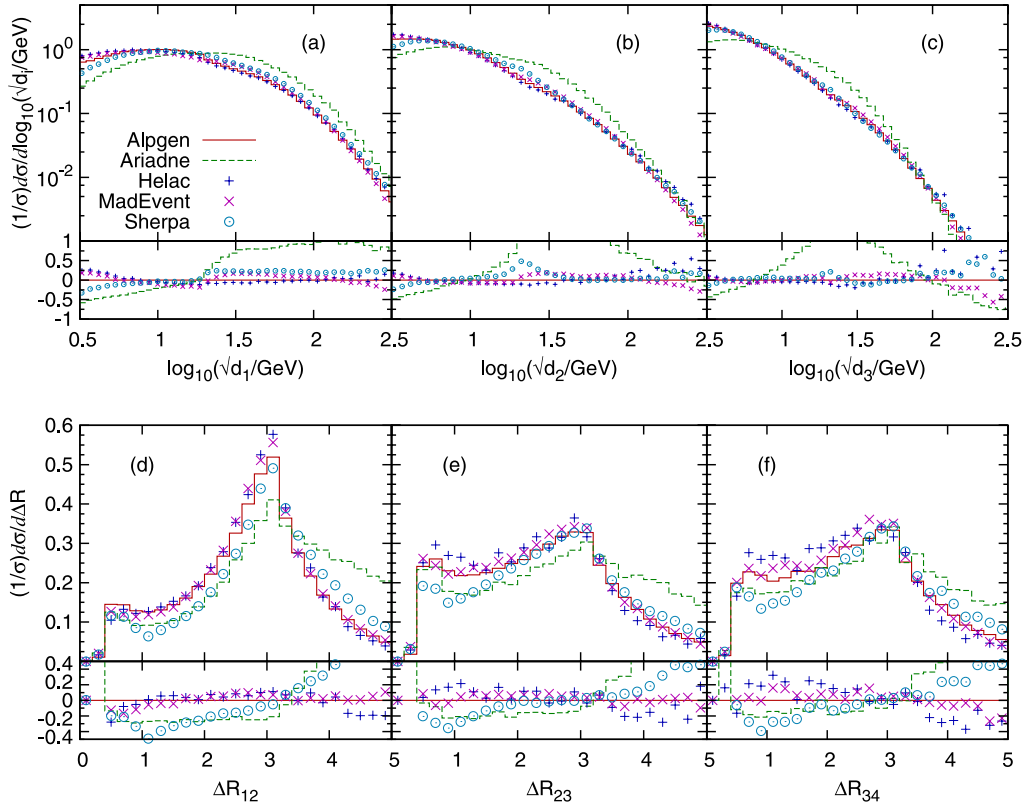 (1/σ)dσ/dlog₁₀(√dᵢ/GeV)
10⁰
10⁻¹
10⁻²
(a)
(b)
(c)
Alpgen
Ariadne
Helac
MadEvent
Sherpa
1
0.5
0
-0.5
-1
0.5 1 1.5 2 2.5 1 1.5 2 2.5 1 1.5 2 2.5
log₁₀(√d₁/GeV) log₁₀(√d₂/GeV) log₁₀(√d₃/GeV)
(1/σ)dσ/dΔR
0.6
0.5
0.4
0.3
0.2
0.1
(d)
(e)
(f)
0.4
0.2
0
-0.2
-0.4
0 1 2 3 4 5 1 2 3 4 5 1 2 3 4 5
ΔR₁₂ ΔR₂₃ ΔR₃₄